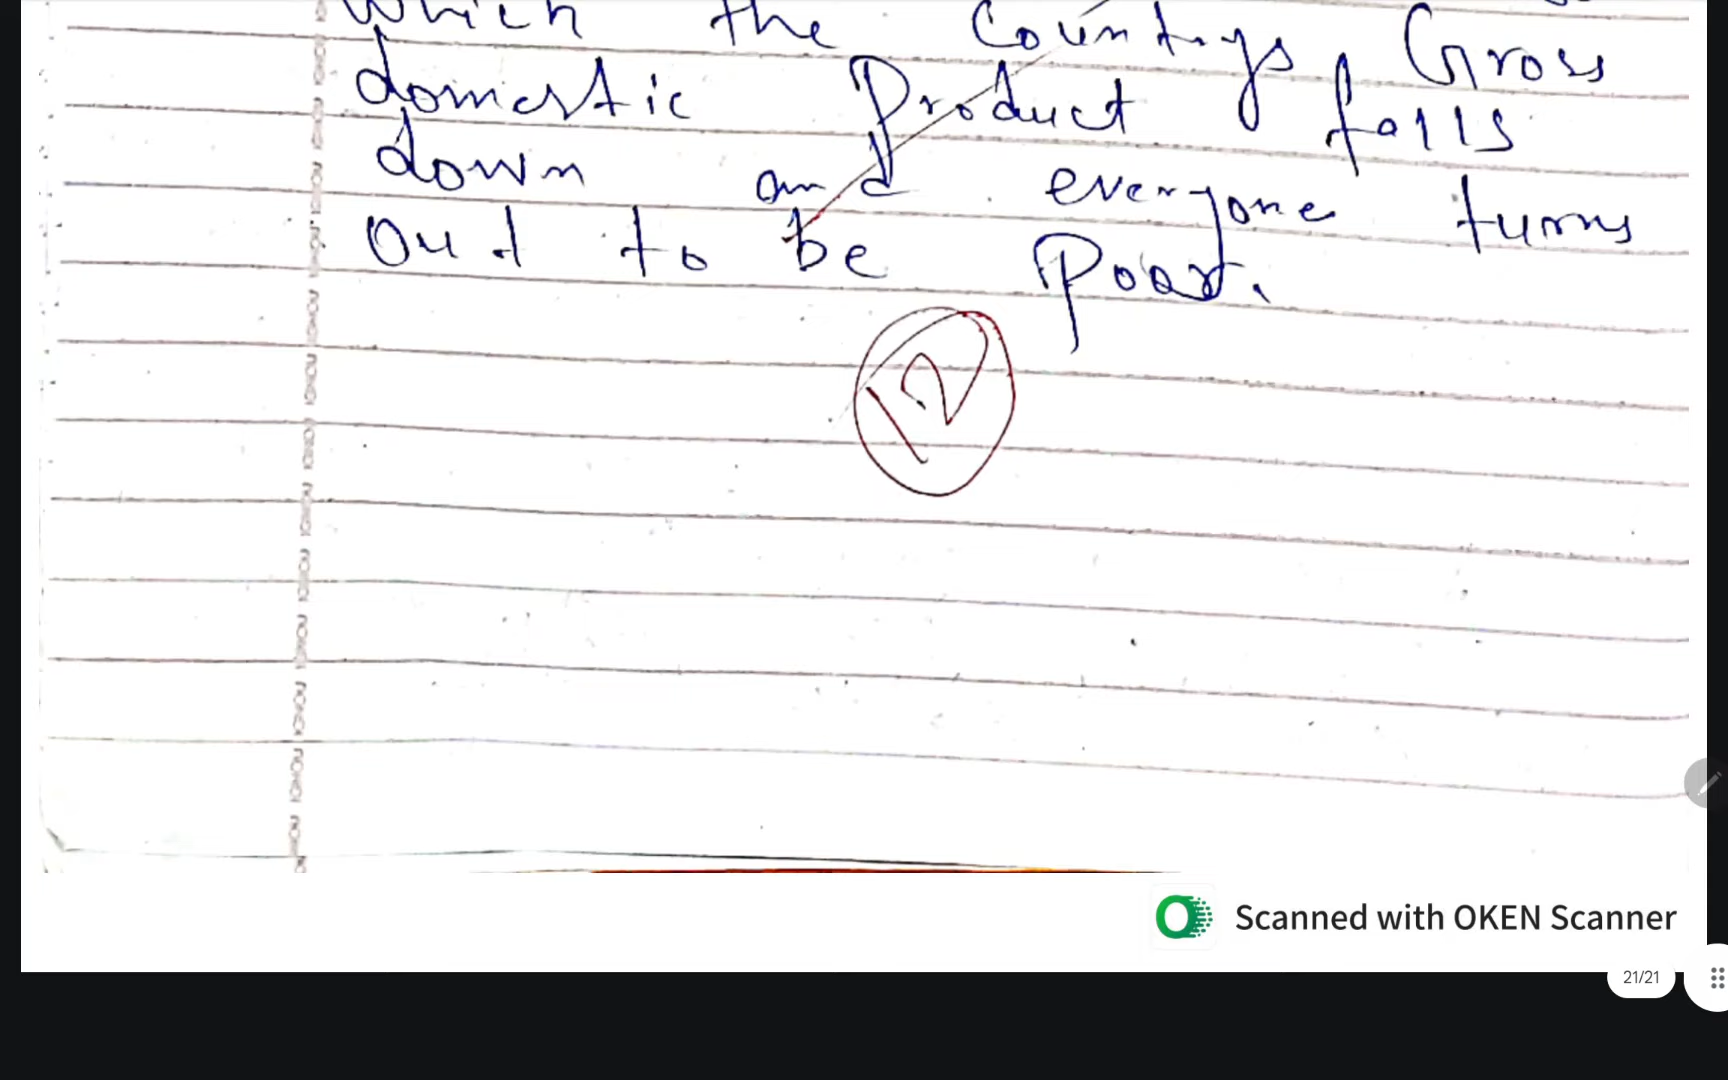 which the Countrys Gross
domestic Product falls
down and everyone turns
out to be Poor.
12
Scanned with OKEN Scanner
21/21